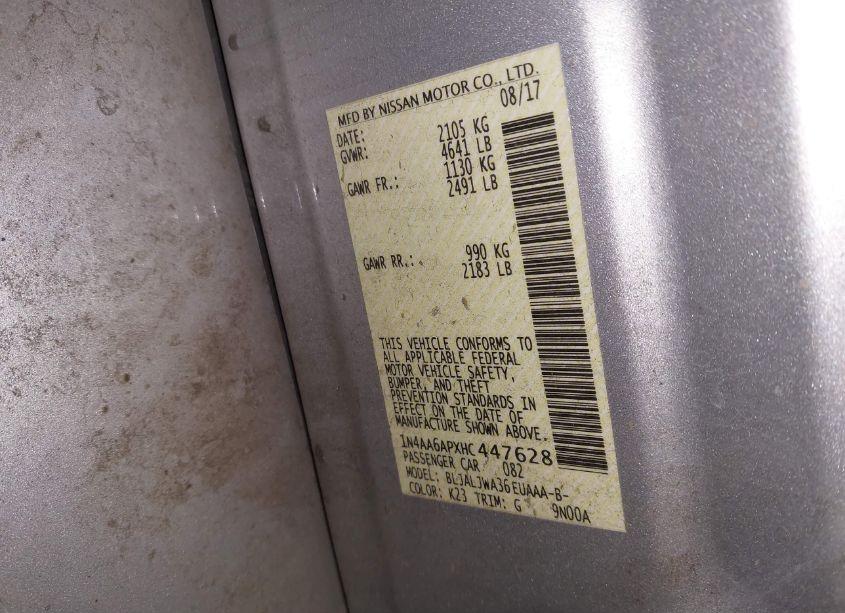 MFD BY NISSAN MOTOR CO., LTD.
DATE: 08/17
GVWR: 2105 KG
4641 LB
GAWR FR.: 1130 KG
2491 LB
GAWR RR.: 990 KG
2183 LB
THIS VEHICLE CONFORMS TO
ALL APPLICABLE FEDERAL
MOTOR VEHICLE SAFETY,
BUMPER, AND THEFT
PREVENTION STANDARDS IN
EFFECT ON THE DATE OF
MANUFACTURE SHOWN ABOVE.
1N4AA6APXHC447628
PASSENGER CAR 082
MODEL: BLJALJWA36EUAAA-B-
COLOR: K23 TRIM: G 9N00A